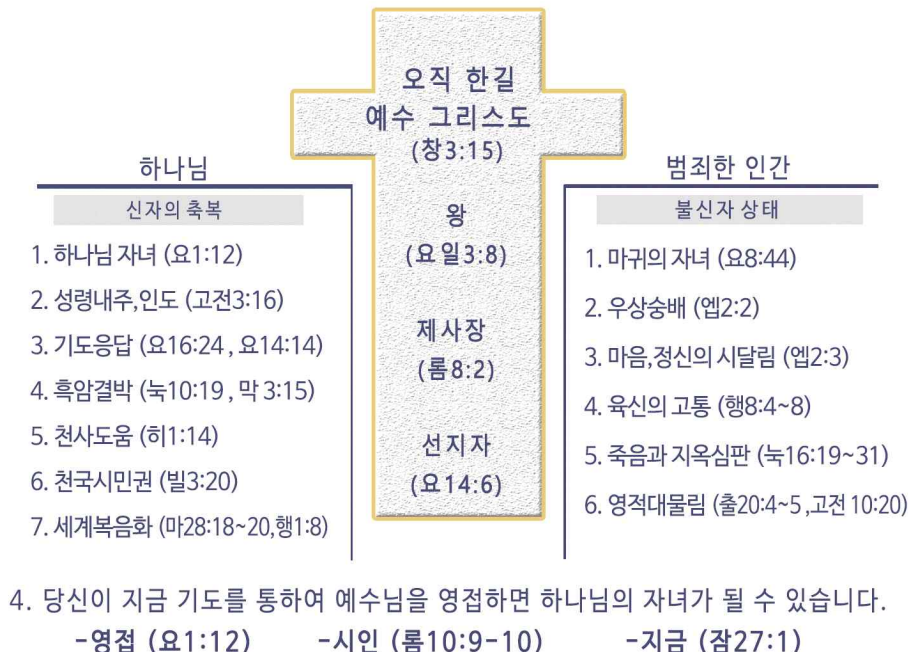 오직 한길
예수 그리스도
(창3:15)
왕
(요일3:8)
제사장
(롬8:2)
선지자
(요14:6)
하나님
신자의 축복
1. 하나님 자녀 (요1:12)
2. 성령내주,인도 (고전3:16)
3. 기도응답 (요16:24 , 요14:14)
4. 흑암결박 (눅10:19 , 막 3:15)
5. 천사도움 (히1:14)
6. 천국시민권 (빌3:20)
7. 세계복음화 (마28:18~20,행1:8)
범죄한 인간
불신자 상태
1. 마귀의 자녀 (요8:44)
2. 우상숭배 (엡2:2)
3. 마음,정신의 시달림 (엡2:3)
4. 육신의 고통 (행8:4~8)
5. 죽음과 지옥심판 (눅16:19~31)
6. 영적대물림 (출20:4~5 ,고전 10:20)
4. 당신이 지금 기도를 통하여 예수님을 영접하면 하나님의 자녀가 될 수 있습니다.
-영접 (요1:12) -시인 (롬10:9-10) -지금 (잠27:1)